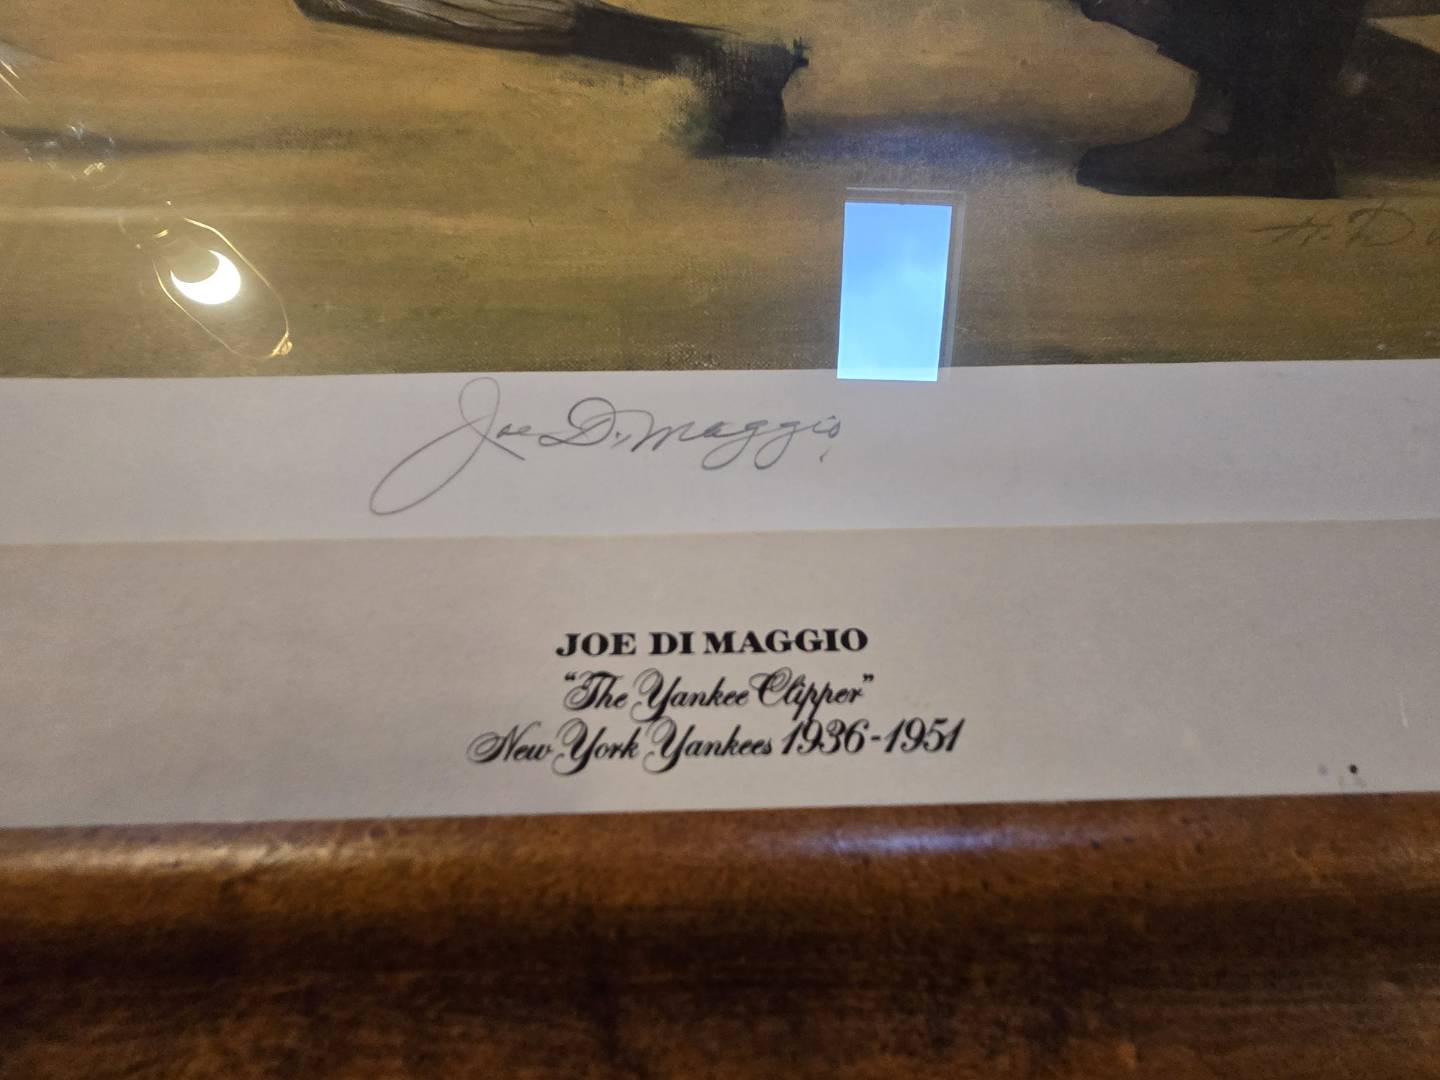 Joe DiMaggio
JOE DI MAGGIO
"The Yankee Clipper"
New York Yankees 1936-1951